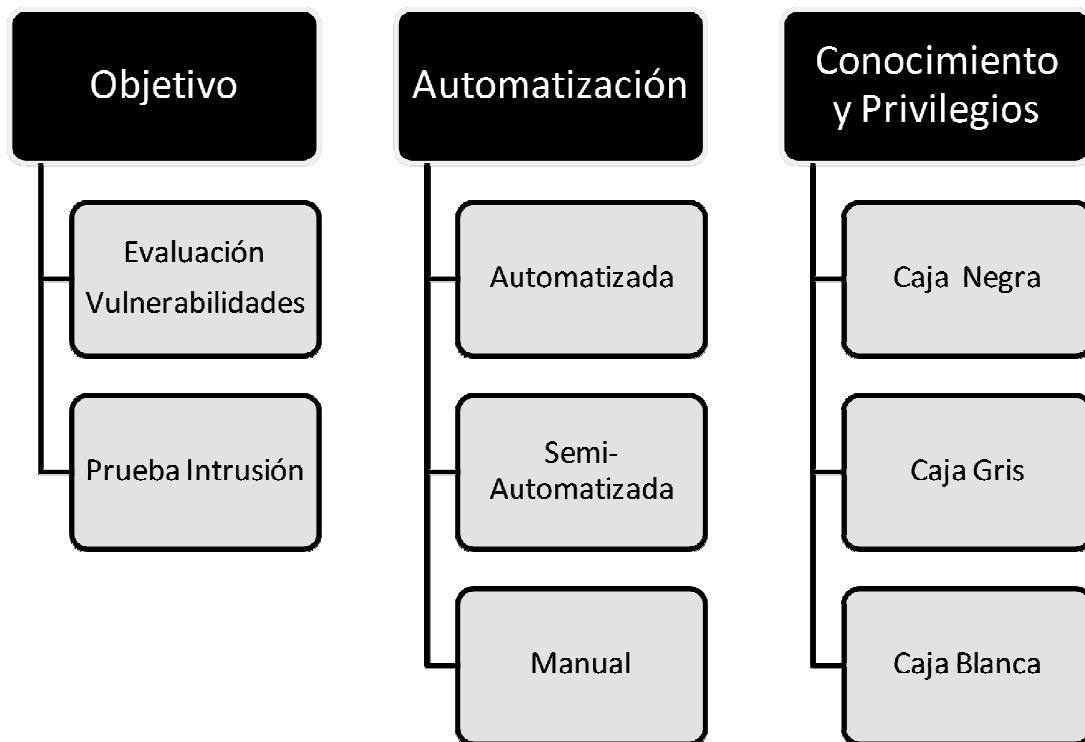 Objetivo
Evaluación
Vulnerabilidades
Prueba Intrusión
Automatización
Automatizada
Semi-
Automatizada
Manual
Conocimiento
y Privilegios
Caja Negra
Caja Gris
Caja Blanca